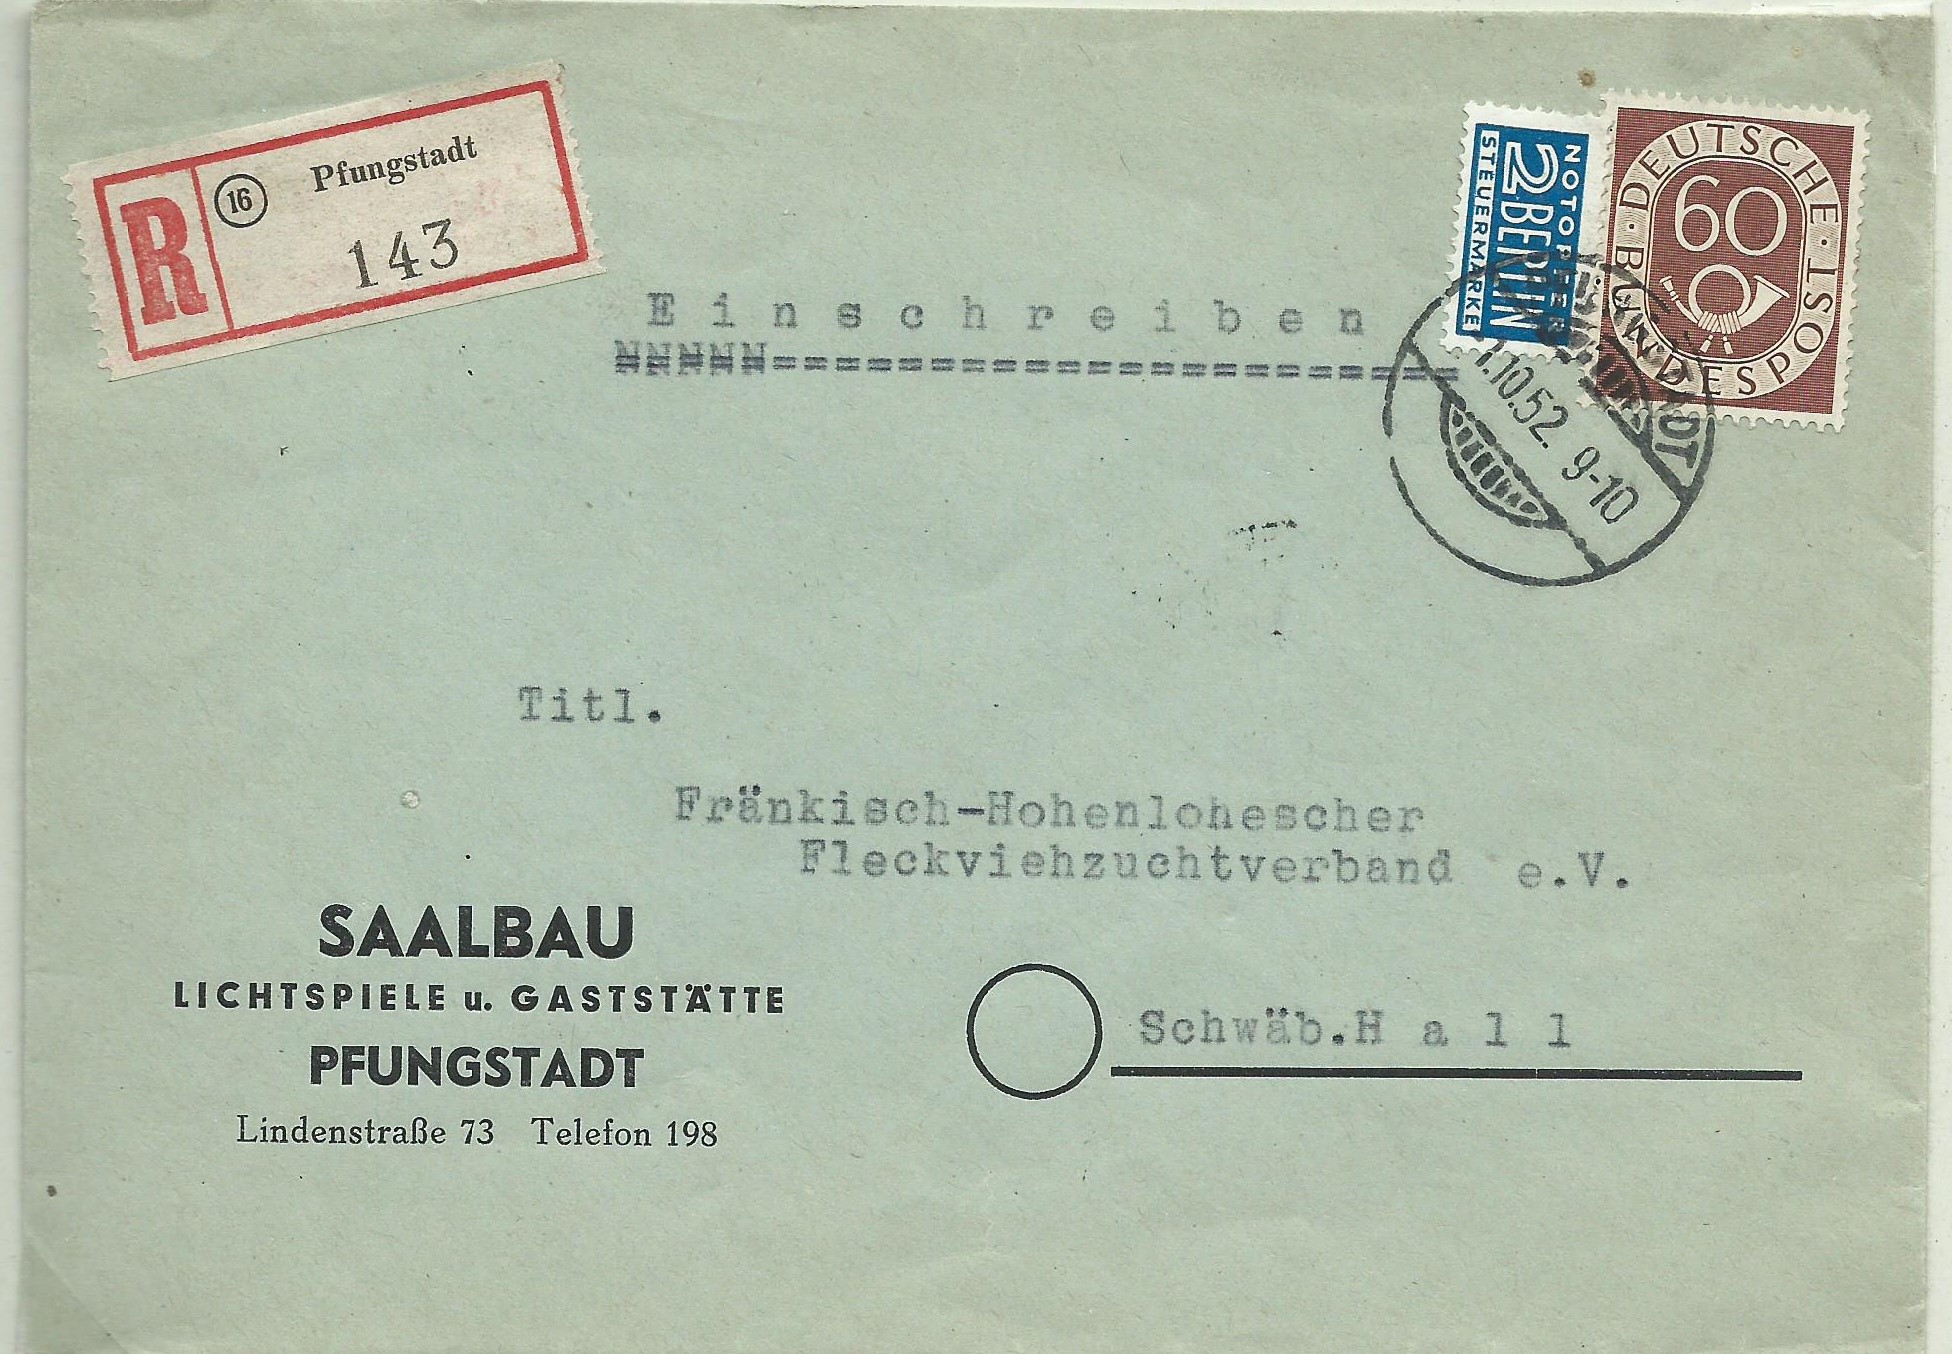 R
16
Pfungstadt
143
NOTOPFER
2 BERLIN
STEUERMARKE
DEUTSCHE · BUNDESPOST ·
60
.10.52. 9-10
Einschreiben
NNNNN======================
Titl.
Fränkisch-Hohenlohescher
Fleckviehzuchtverband e.V.
Schwäb.Hall
SAALBAU
LICHTSPIELE u. GASTSTÄTTE
PFUNGSTADT
Lindenstraße 73 Telefon 198